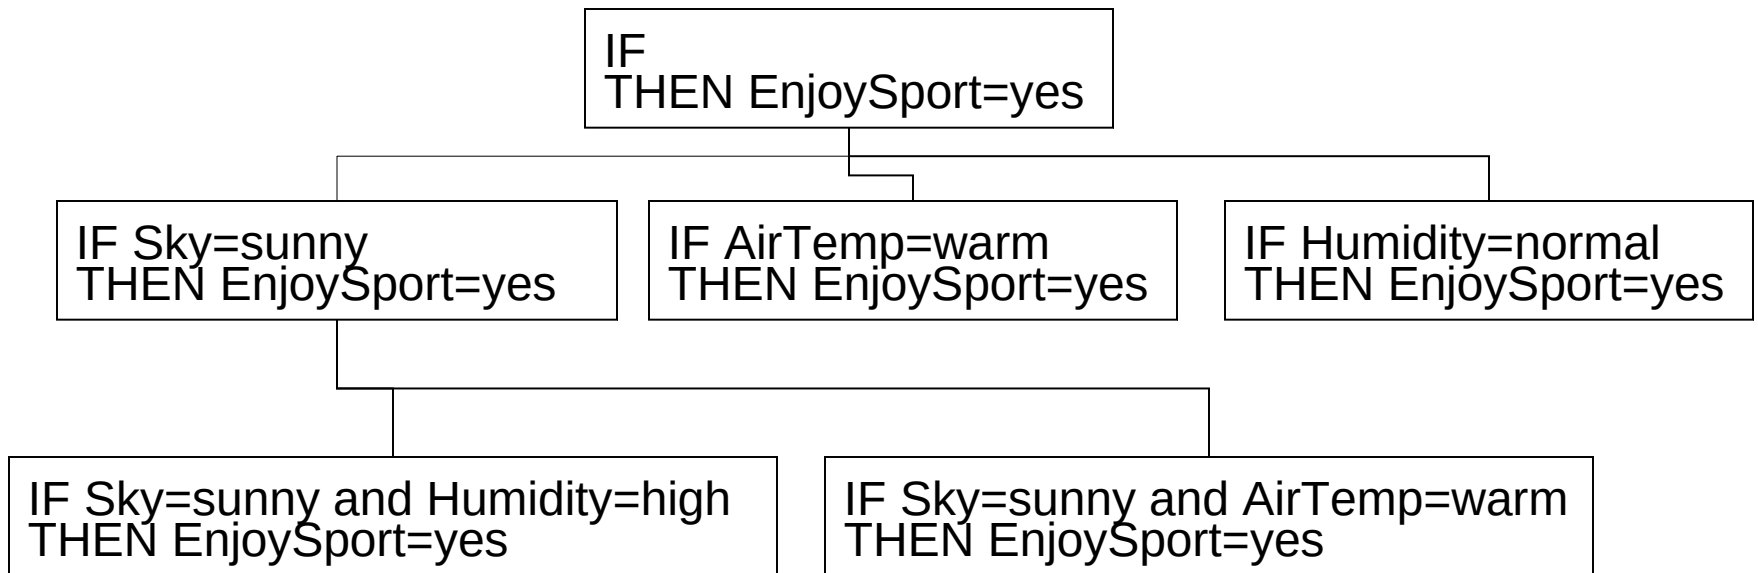 IF
THEN EnjoySport=yes
IF Sky=sunny
THEN EnjoySport=yes
IF AirTemp=warm
THEN EnjoySport=yes
IF Humidity=normal
THEN EnjoySport=yes
IF Sky=sunny and Humidity=high
THEN EnjoySport=yes
IF Sky=sunny and AirTemp=warm
THEN EnjoySport=yes